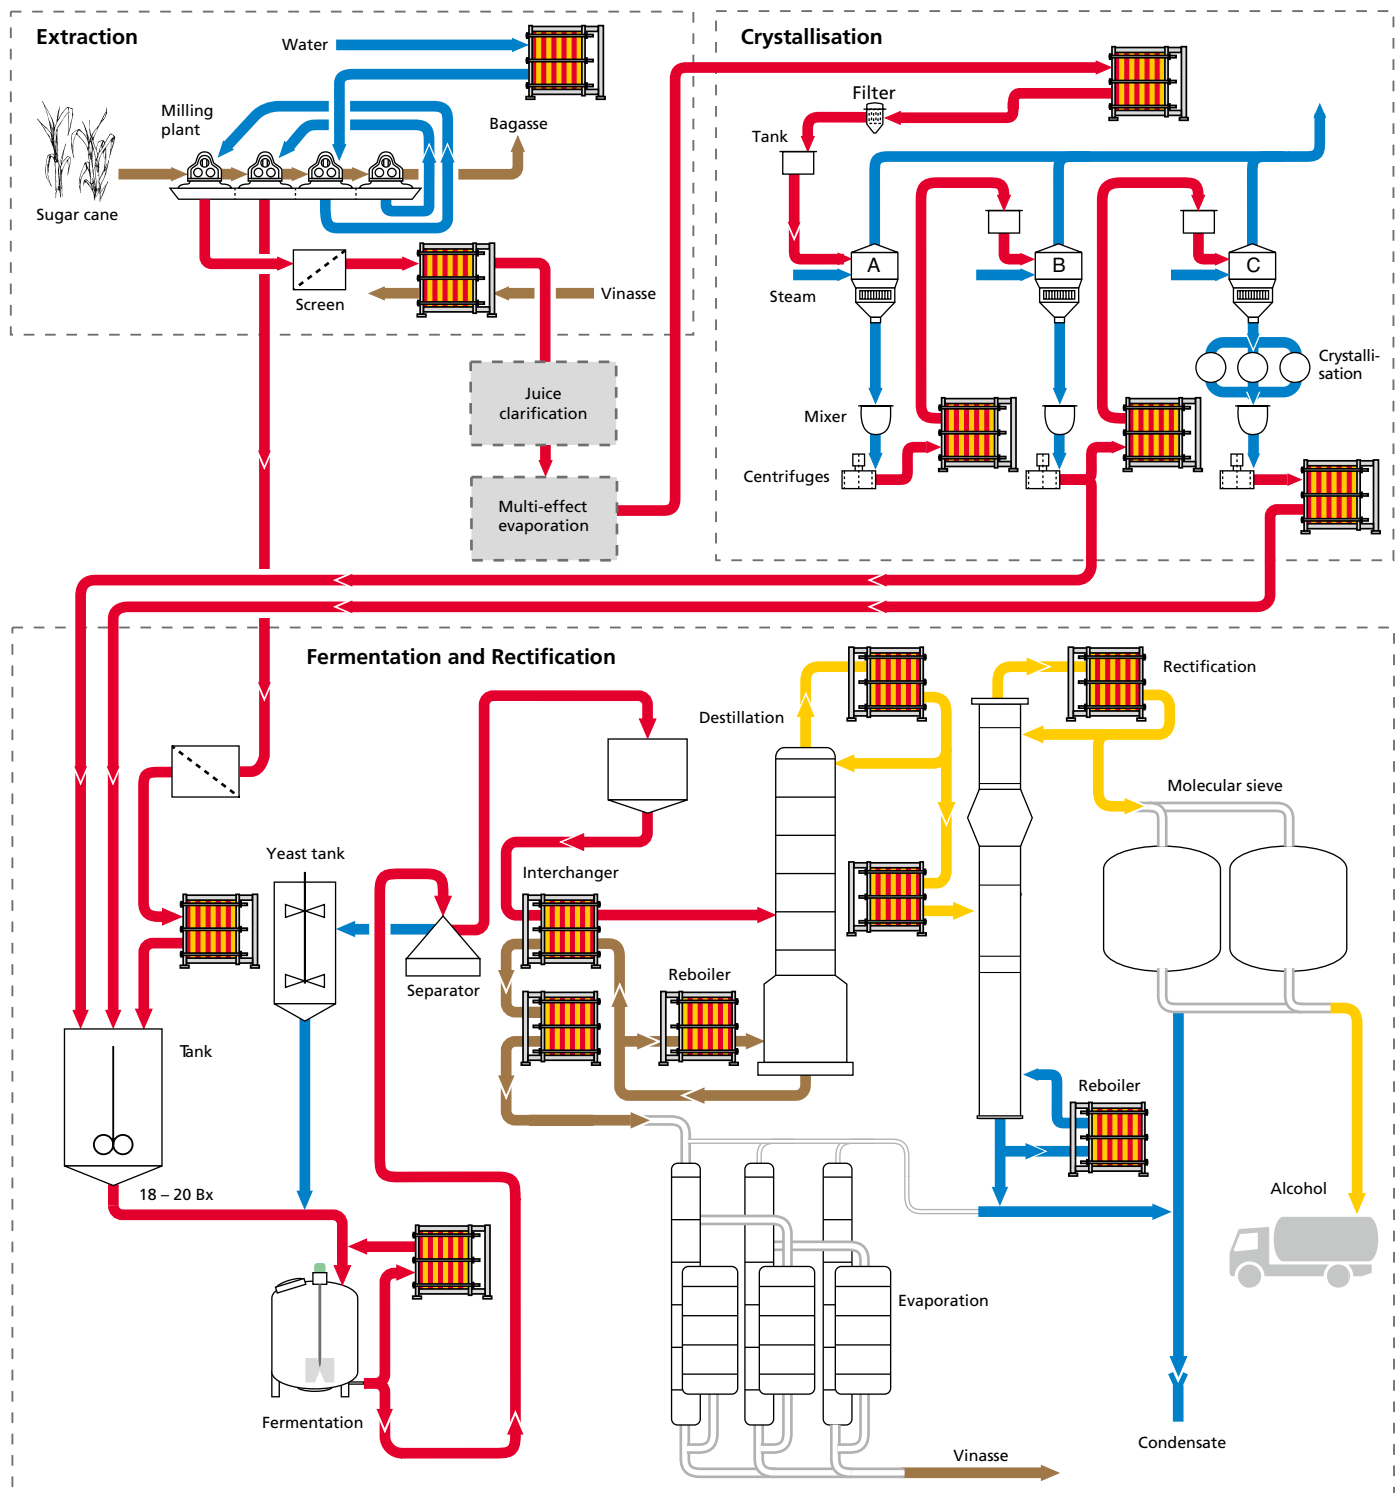 Extraction
Crystallisation
Water
Milling
plant
Bagasse
Sugar cane
Screen
Vinasse
Juice
clarification
Multi-effect
evaporation
Filter
Tank
A
B
C
Steam
Crystalli-
sation
Mixer
Centrifuges
Fermentation and Rectification
Destillation
Rectification
Molecular sieve
Yeast tank
Interchanger
Separator
Reboiler
Tank
18 – 20 Bx
Reboiler
Alcohol
Evaporation
Fermentation
Condensate
Vinasse